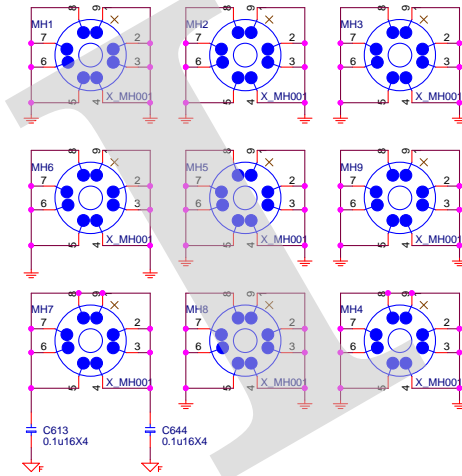 MH1 8 9 MH2 8 9 MH3 8 9
7 2 7 2 7 2
6 3 6 3 6 3
5 4 X_MH001 5 4 X_MH001 5 4 X_MH001
MH6 8 9 MH5 8 9 MH9 8 9
7 2 7 2 7 2
6 3 6 3 6 3
5 4 X_MH001 5 4 X_MH001 5 4 X_MH001
MH7 8 9 MH8 8 9 MH4 8 9
7 2 7 2 7 2
6 3 6 3 6 3
5 4 X_MH001 5 4 X_MH001 5 4 X_MH001
C613 C644
0.1u16X4 0.1u16X4
F F